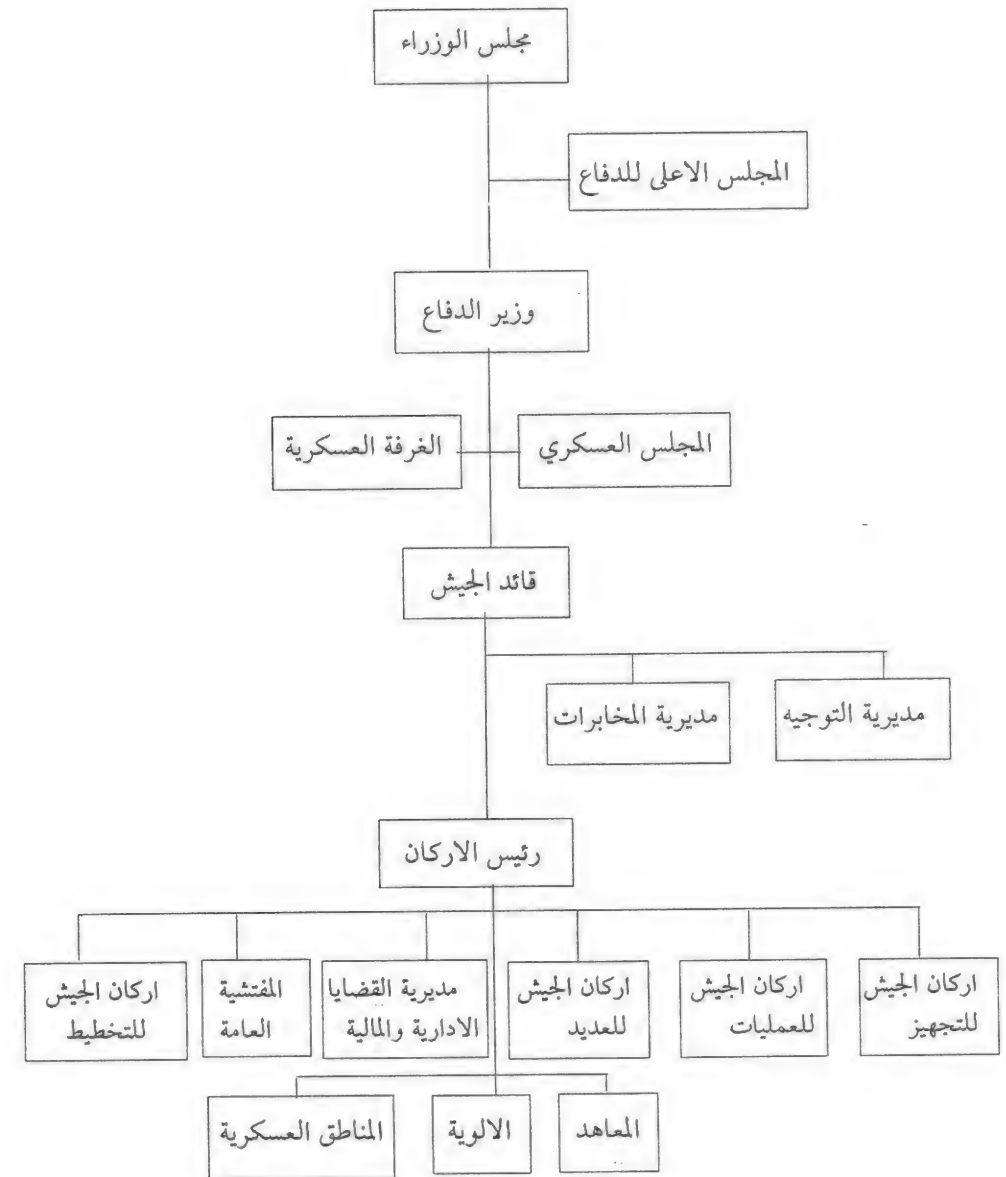 مجلس الوزراء
المجلس الاعلى للدفاع
وزير الدفاع
المجلس العسكري
الغرفة العسكرية
قائد الجيش
مديرية التوجيه
مديرية المخابرات
رئيس الاركان
اركان الجيش
للتجهيز
اركان الجيش
للعمليات
اركان الجيش
للعديد
مديرية القضايا
الادارية والمالية
المفتشية
العامة
اركان الجيش
للتخطيط
المعاهد
الالوية
المناطق العسكرية